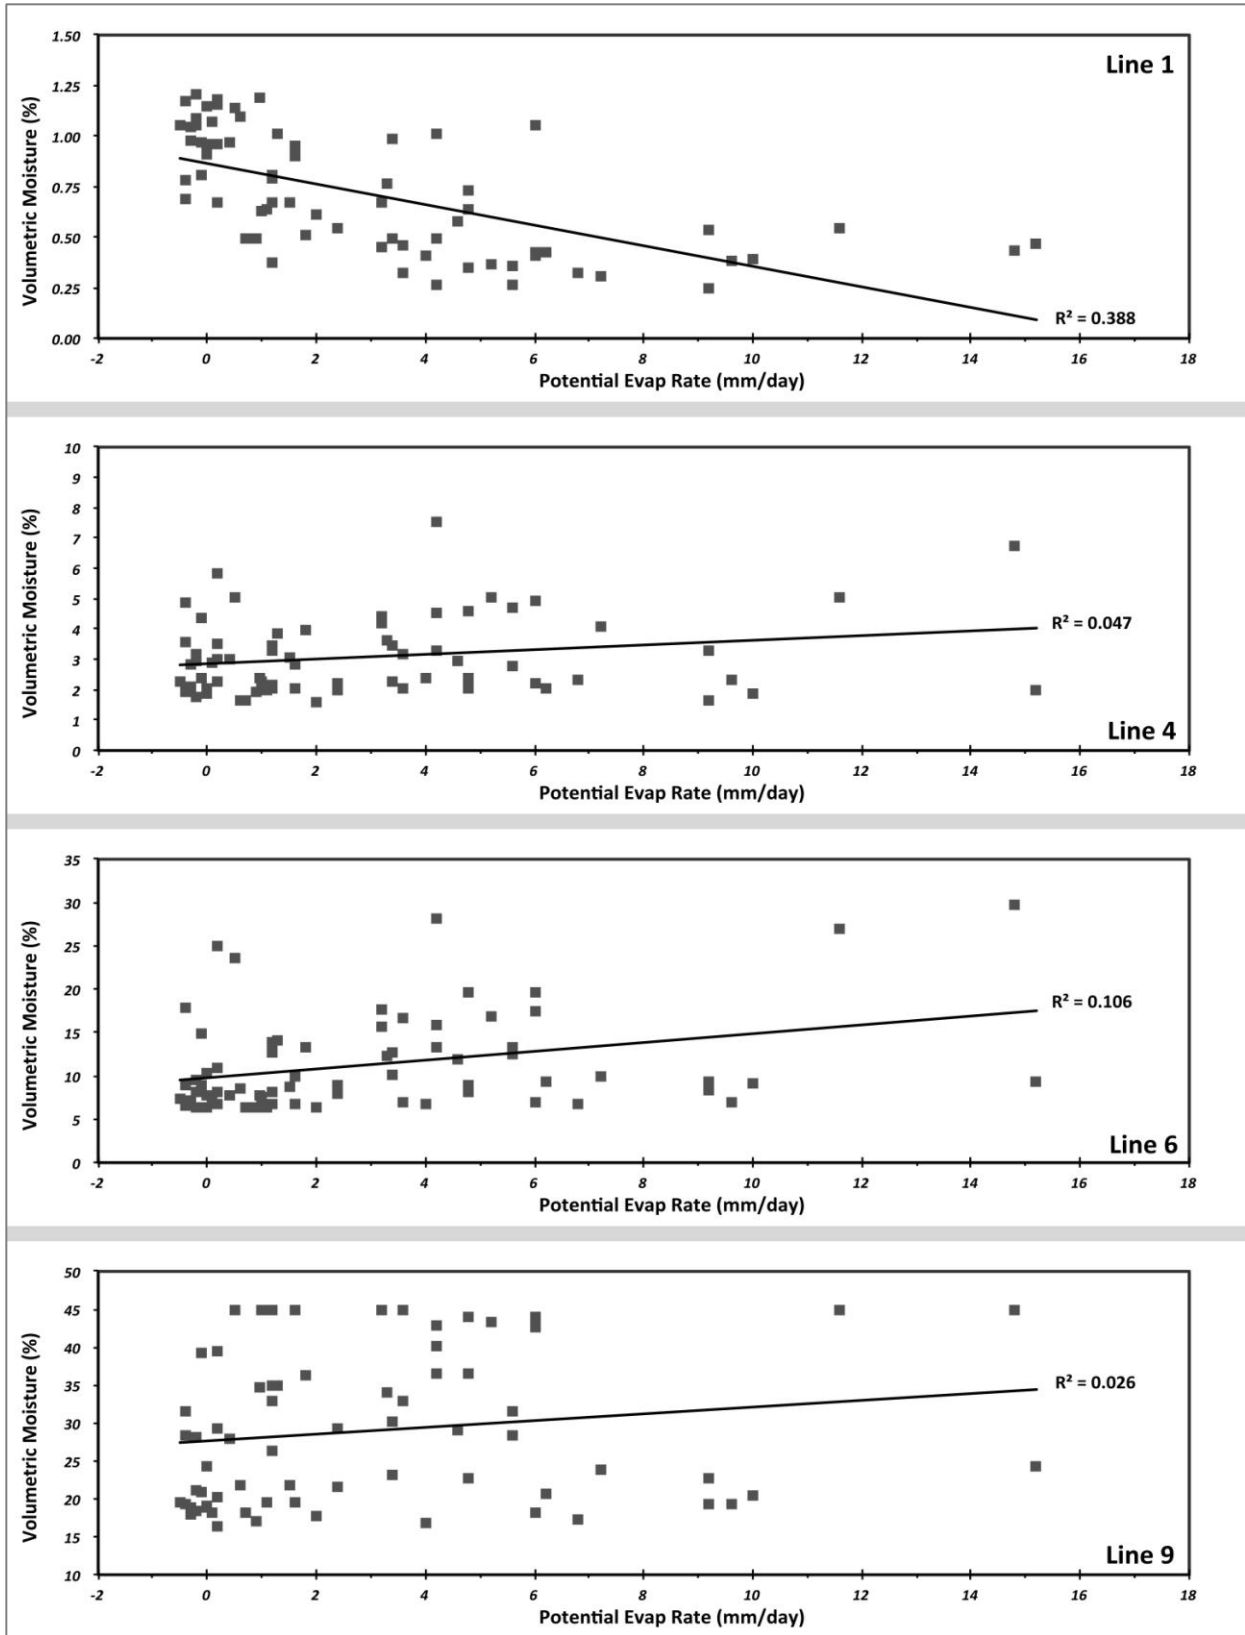 1.50
Line 1
1.25
1.00
0.75
0.50
0.25
R² = 0.388
0.00
Volumetric Moisture (%)
-2 0 2 4 6 8 10 12 14 16 18
Potential Evap Rate (mm/day)
10
9
8
7
6
5
4
R² = 0.047
3
2
1
Line 4
0
Volumetric Moisture (%)
-2 0 2 4 6 8 10 12 14 16 18
Potential Evap Rate (mm/day)
35
30
25
20
R² = 0.106
15
10
5
Line 6
0
Volumetric Moisture (%)
-2 0 2 4 6 8 10 12 14 16 18
Potential Evap Rate (mm/day)
50
45
40
35
R² = 0.026
30
25
20
15
Line 9
10
Volumetric Moisture (%)
-2 0 2 4 6 8 10 12 14 16 18
Potential Evap Rate (mm/day)